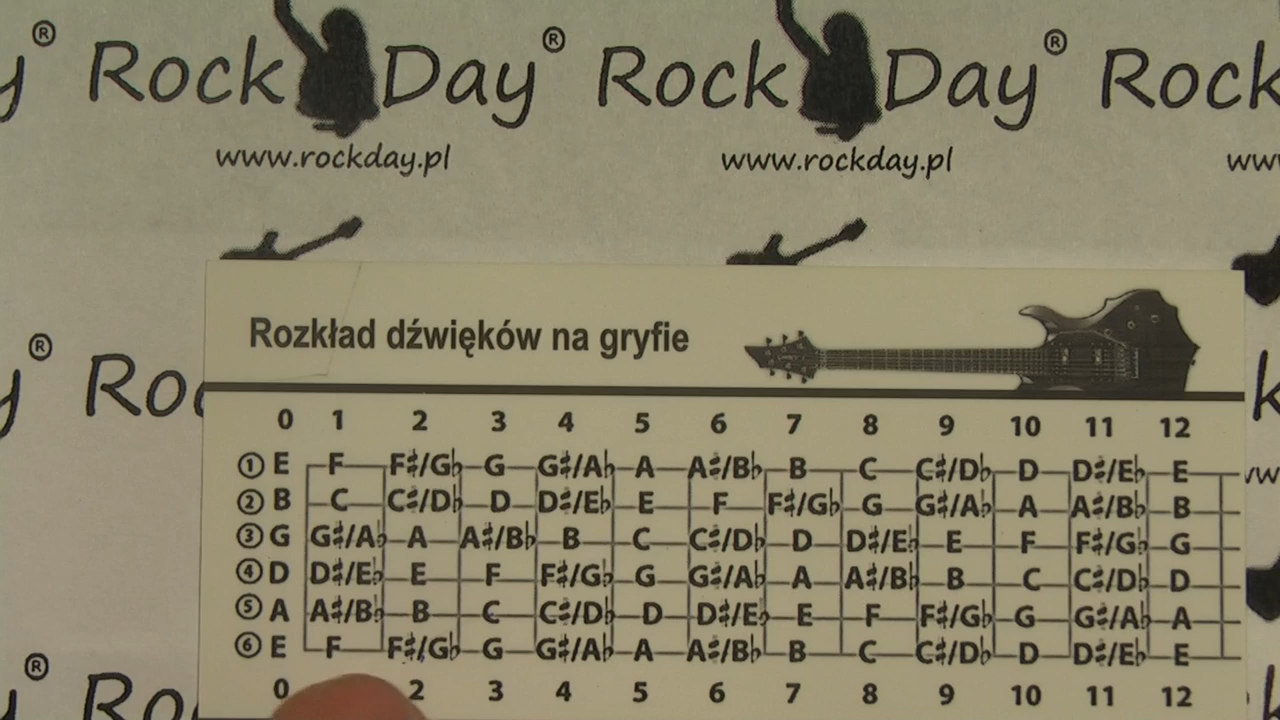 Rock Day® Rock Day® Rock
www.rockday.pl www.rockday.pl
Rozkład dźwięków na gryfie
0 1 2 3 4 5 6 7 8 9 10 11 12
① E F F♯/G♭ G G♯/A♭ A A♯/B♭ B C C♯/D♭ D D♯/E♭ E
② B C C♯/D♭ D D♯/E♭ E F F♯/G♭ G G♯/A♭ A A♯/B♭ B
③ G G♯/A♭ A A♯/B♭ B C C♯/D♭ D D♯/E♭ E F F♯/G♭ G
④ D D♯/E♭ E F F♯/G♭ G G♯/A♭ A A♯/B♭ B C C♯/D♭ D
⑤ A A♯/B♭ B C C♯/D♭ D D♯/E♭ E F F♯/G♭ G G♯/A♭ A
⑥ E F F♯/G♭ G G♯/A♭ A A♯/B♭ B C C♯/D♭ D D♯/E♭ E
0 2 3 4 5 6 7 8 9 10 11 12